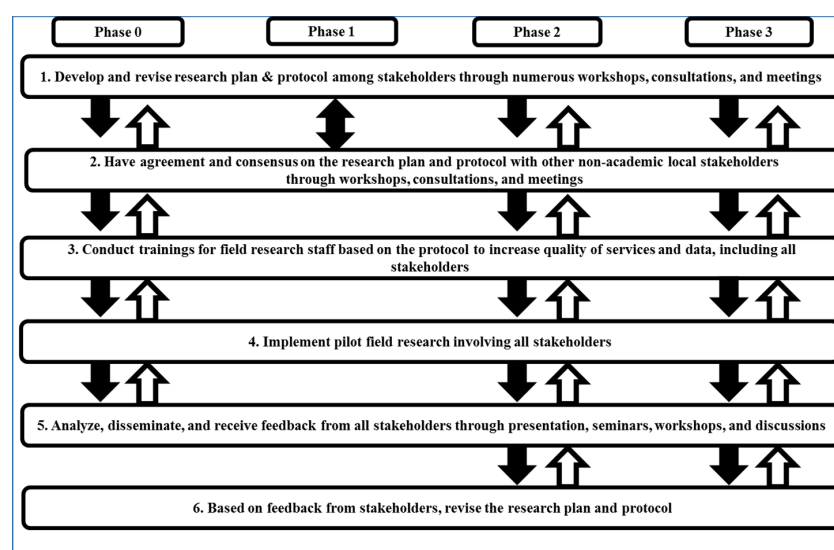 Phase 0
Phase 1
Phase 2
Phase 3
1. Develop and revise research plan & protocol among stakeholders through numerous workshops, consultations, and meetings
2. Have agreement and consensus on the research plan and protocol with other non-academic local stakeholders
through workshops, consultations, and meetings
3. Conduct trainings for field research staff based on the protocol to increase quality of services and data, including all
stakeholders
4. Implement pilot field research involving all stakeholders
5. Analyze, disseminate, and receive feedback from all stakeholders through presentation, seminars, workshops, and discussions
6. Based on feedback from stakeholders, revise the research plan and protocol